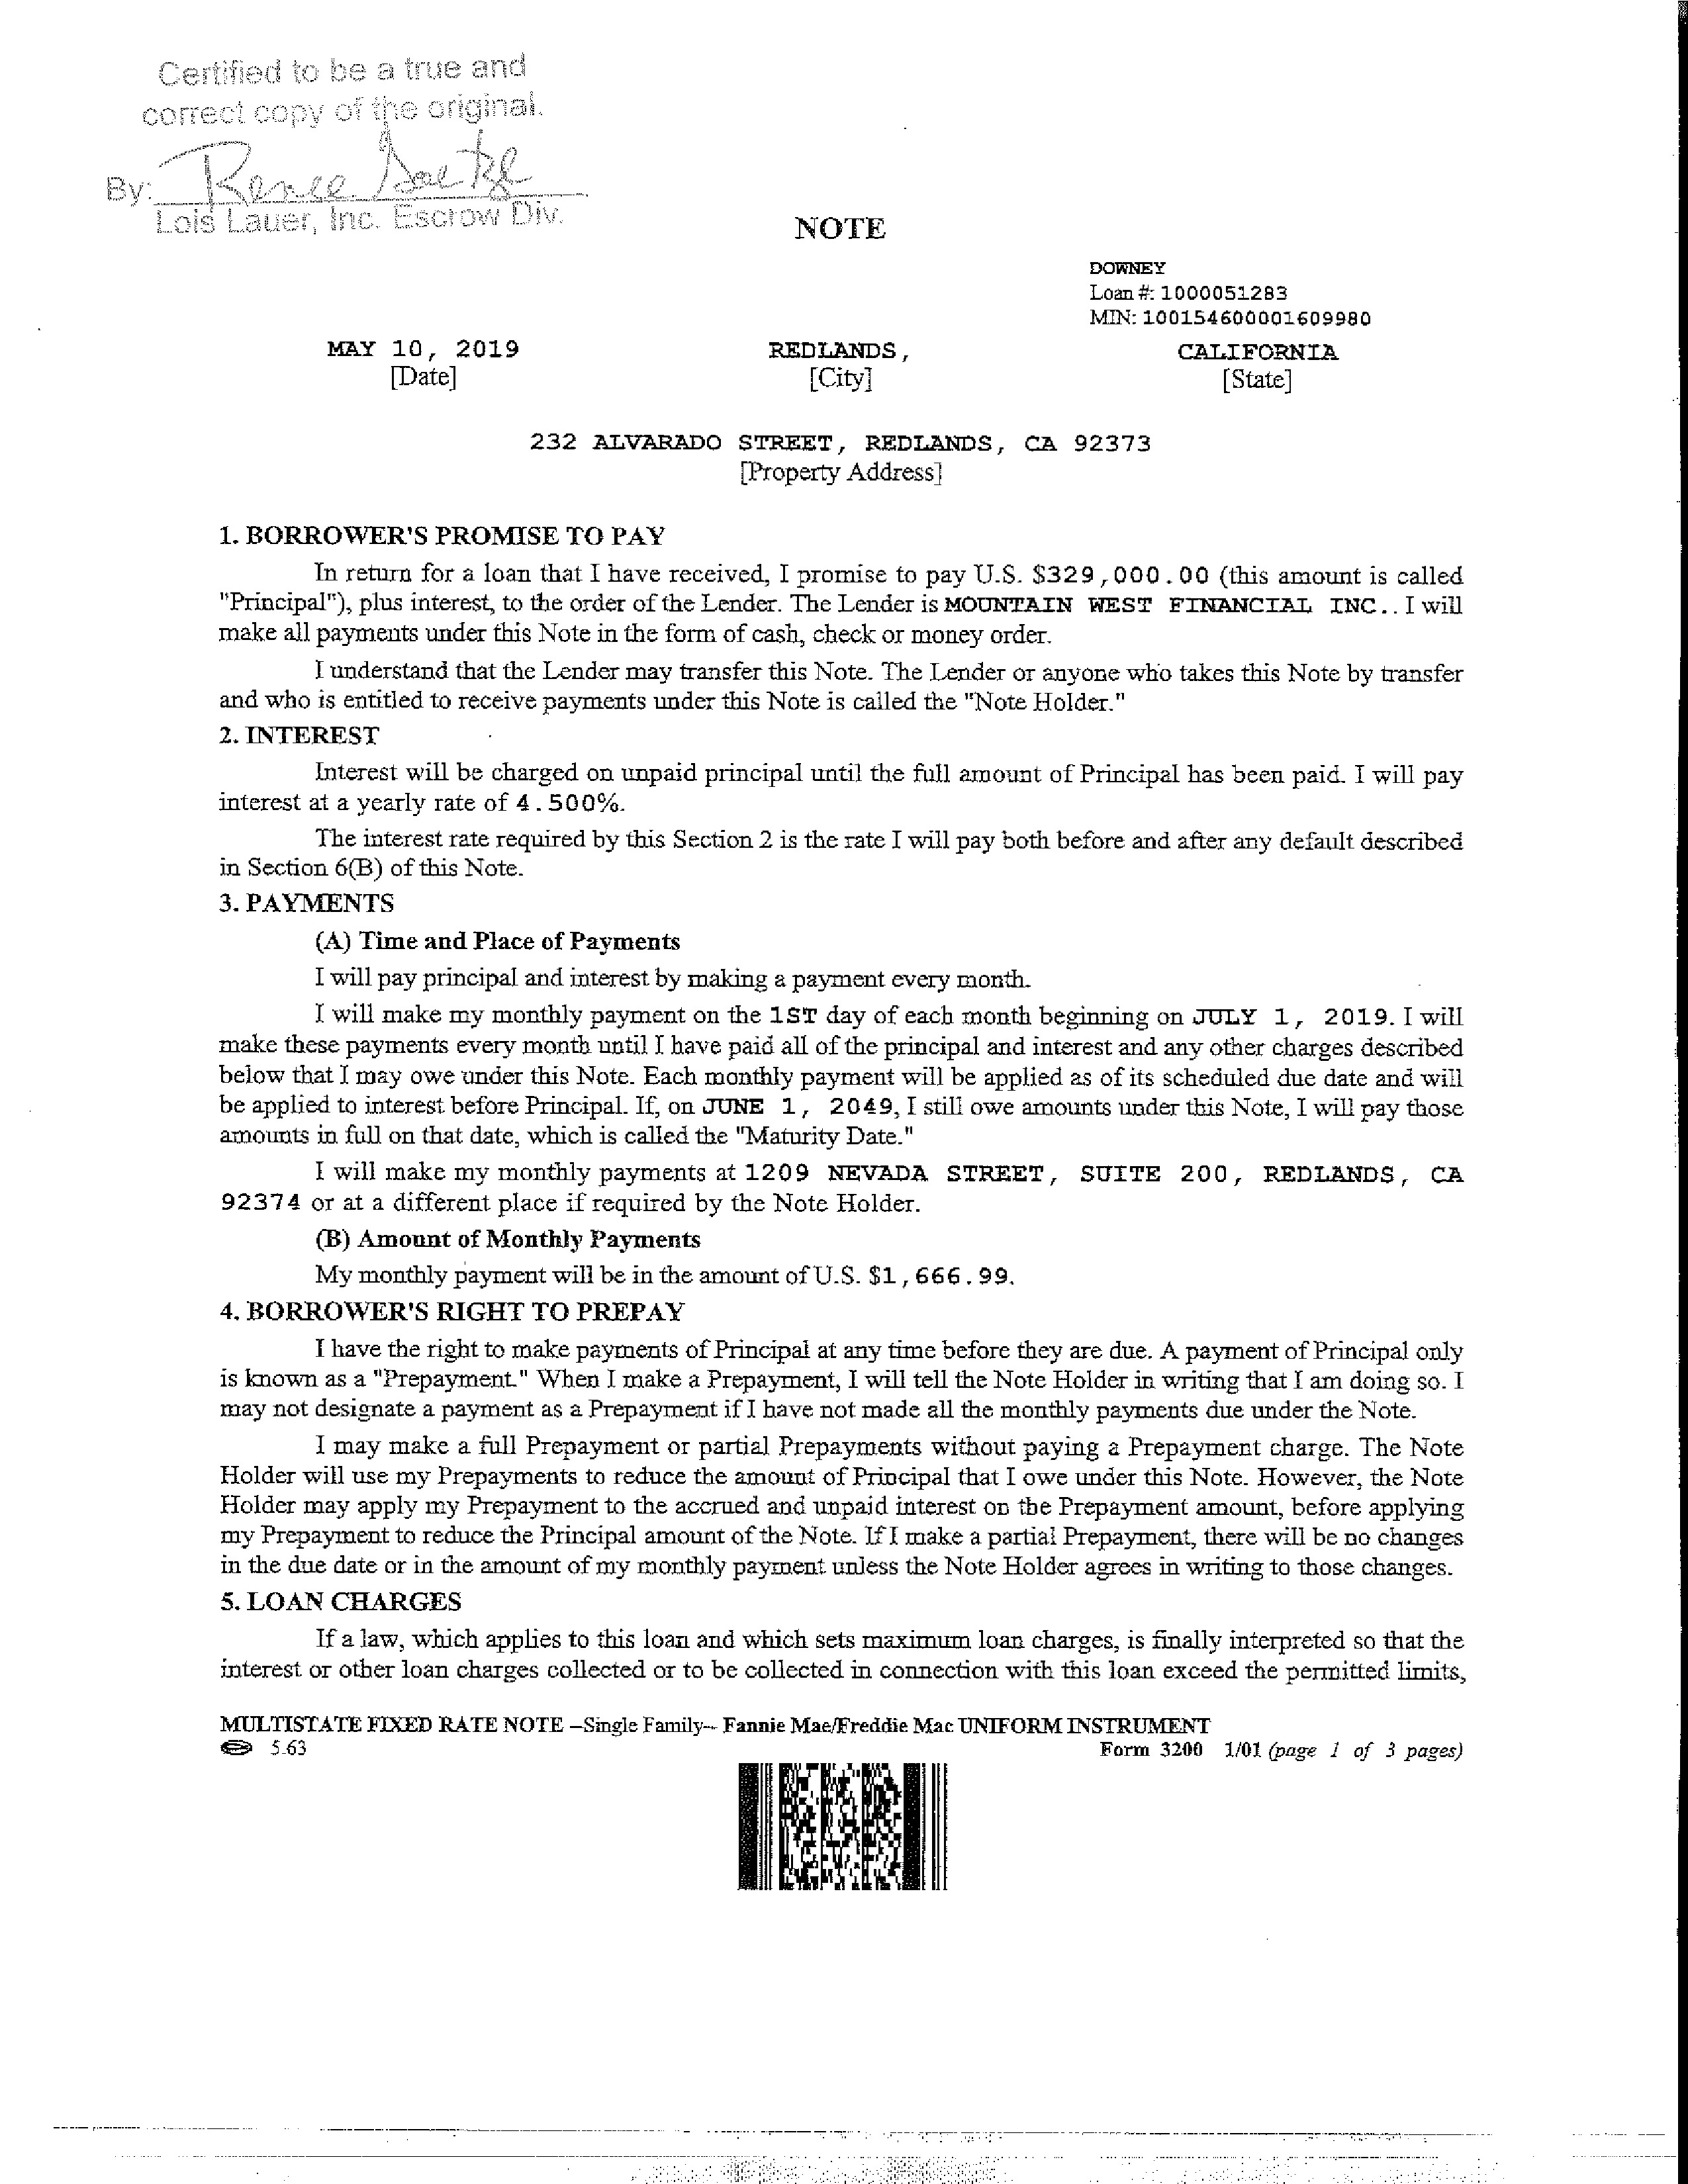 Certified to be a true and
correct copy of the original.
By: Renee
Lois Lauer, Inc. Escrow Div.
NOTE
DOWNEY
Loan #: 1000051283
MIN: 100154600001609980
MAY 10, 2019 REDLANDS, CALIFORNIA
[Date] [City] [State]
232 ALVARADO STREET, REDLANDS, CA 92373
[Property Address]
1. BORROWER'S PROMISE TO PAY
In return for a loan that I have received, I promise to pay U.S. $329,000.00 (this amount is called
"Principal"), plus interest, to the order of the Lender. The Lender is MOUNTAIN WEST FINANCIAL INC.. I will
make all payments under this Note in the form of cash, check or money order.
I understand that the Lender may transfer this Note. The Lender or anyone who takes this Note by transfer
and who is entitled to receive payments under this Note is called the "Note Holder."
2. INTEREST
Interest will be charged on unpaid principal until the full amount of Principal has been paid. I will pay
interest at a yearly rate of 4.500%.
The interest rate required by this Section 2 is the rate I will pay both before and after any default described
in Section 6(B) of this Note.
3. PAYMENTS
(A) Time and Place of Payments
I will pay principal and interest by making a payment every month.
I will make my monthly payment on the 1ST day of each month beginning on JULY 1, 2019. I will
make these payments every month until I have paid all of the principal and interest and any other charges described
below that I may owe under this Note. Each monthly payment will be applied as of its scheduled due date and will
be applied to interest before Principal. If, on JUNE 1, 2049, I still owe amounts under this Note, I will pay those
amounts in full on that date, which is called the "Maturity Date."
I will make my monthly payments at 1209 NEVADA STREET, SUITE 200, REDLANDS, CA
92374 or at a different place if required by the Note Holder.
(B) Amount of Monthly Payments
My monthly payment will be in the amount of U.S. $1,666.99.
4. BORROWER'S RIGHT TO PREPAY
I have the right to make payments of Principal at any time before they are due. A payment of Principal only
is known as a "Prepayment." When I make a Prepayment, I will tell the Note Holder in writing that I am doing so. I
may not designate a payment as a Prepayment if I have not made all the monthly payments due under the Note.
I may make a full Prepayment or partial Prepayments without paying a Prepayment charge. The Note
Holder will use my Prepayments to reduce the amount of Principal that I owe under this Note. However, the Note
Holder may apply my Prepayment to the accrued and unpaid interest on the Prepayment amount, before applying
my Prepayment to reduce the Principal amount of the Note. If I make a partial Prepayment, there will be no changes
in the due date or in the amount of my monthly payment unless the Note Holder agrees in writing to those changes.
5. LOAN CHARGES
If a law, which applies to this loan and which sets maximum loan charges, is finally interpreted so that the
interest or other loan charges collected or to be collected in connection with this loan exceed the permitted limits,
MULTISTATE FIXED RATE NOTE --Single Family-- Fannie Mae/Freddie Mac UNIFORM INSTRUMENT
5.63 Form 3200 1/01 (page 1 of 3 pages)